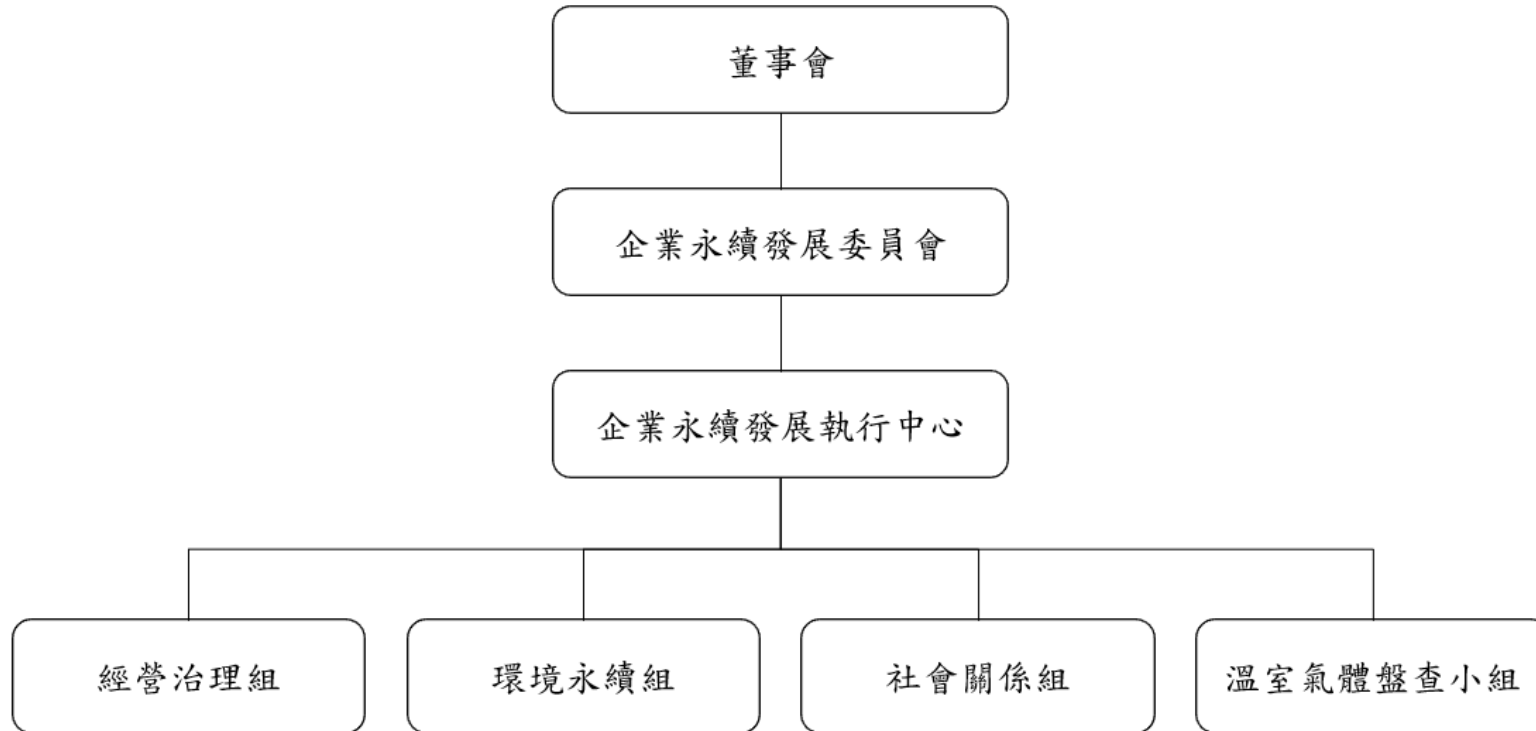 董事會
企業永續發展委員會
企業永續發展執行中心
經營治理組
環境永續組
社會關係組
溫室氣體盤查小組